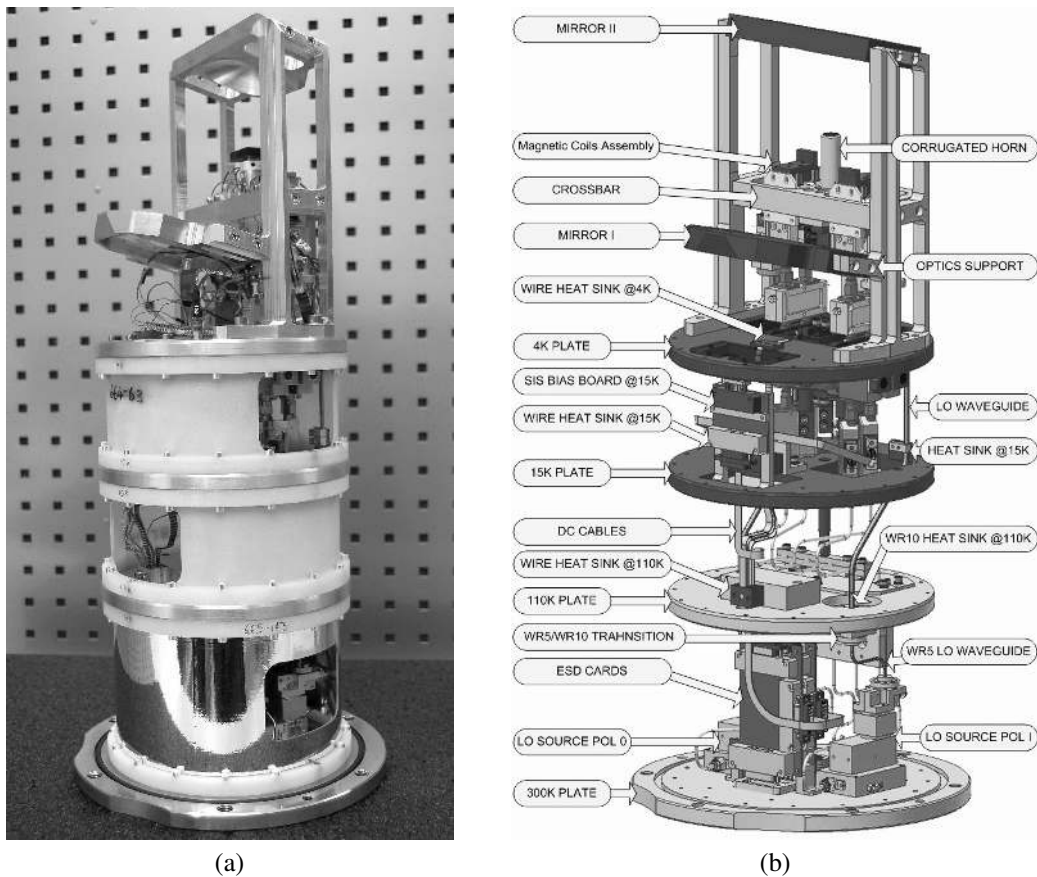 MIRROR II
Magnetic Coils Assembly
CORRUGATED HORN
CROSSBAR
MIRROR I
OPTICS SUPPORT
WIRE HEAT SINK @4K
4K PLATE
SIS BIAS BOARD @15K
LO WAVEGUIDE
WIRE HEAT SINK @15K
HEAT SINK @15K
15K PLATE
DC CABLES
WR10 HEAT SINK @110K
WIRE HEAT SINK @110K
110K PLATE
WR5/WR10 TRAHNSITION
WR5 LO WAVEGUIDE
ESD CARDS
LO SOURCE POL 0
LO SOURCE POL I
300K PLATE
(a)
(b)